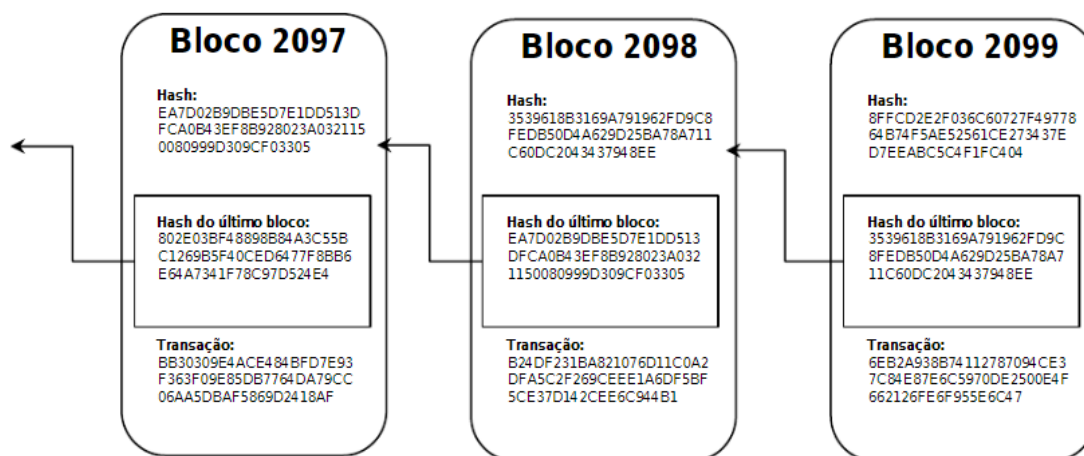 Bloco 2097
Hash:
EA7D02B9DBE5D7E1DD513D
FCA0B43EF8B928023A032115
0080999D309CF03305
Hash do último bloco:
802E03BF48898B84A3C55B
C1269B5F40CED6477F8BB6
E64A7341F78C97D524E4
Transação:
BB30309E4ACE484BFD7E93
F363F09E85DB7764DA79CC
06AA5DBAF5869D2418AF
Bloco 2098
Hash:
3539618B3169A791962FD9C8
FEDB50D4A629D25BA78A711
C60DC2043437948EE
Hash do último bloco:
EA7D02B9DBE5D7E1DD513
DFCA0B43EF8B928023A032
1150080999D309CF03305
Transação:
B24DF231BA821076D11C0A2
DFA5C2F269CEEE1A6DF5BF
5CE37D142CEE6C944B1
Bloco 2099
Hash:
8FFCD2E2F036C60727F49778
64B74F5AE52561CE273437E
D7EEABC5C4F1FC404
Hash do último bloco:
3539618B3169A791962FD9C
8FEDB50D4A629D25BA78A7
11C60DC2043437948EE
Transação:
6EB2A938B74112787094CE3
7C84E87E6C5970DE2500E4F
662126FE6F955E6C47